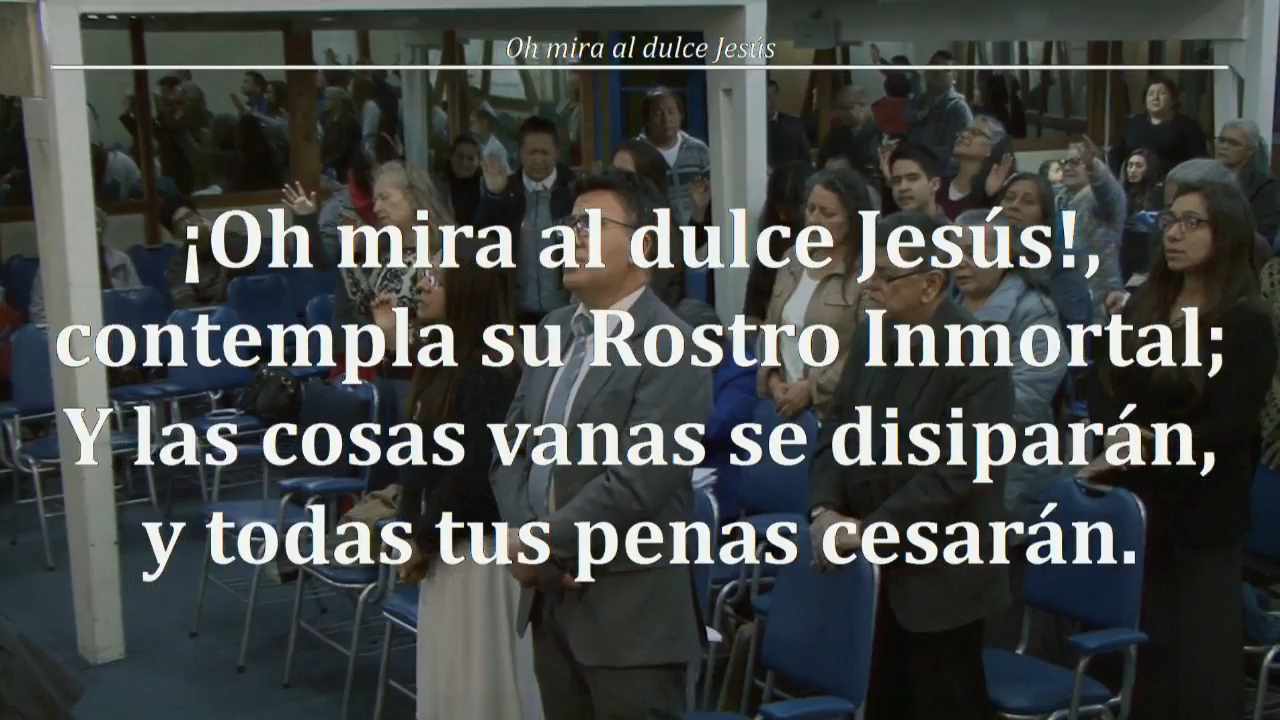 Oh mira al dulce Jesús
¡Oh mira al dulce Jesús!,
contempla su Rostro Inmortal;
Y las cosas vanas se disiparán,
y todas tus penas cesarán.